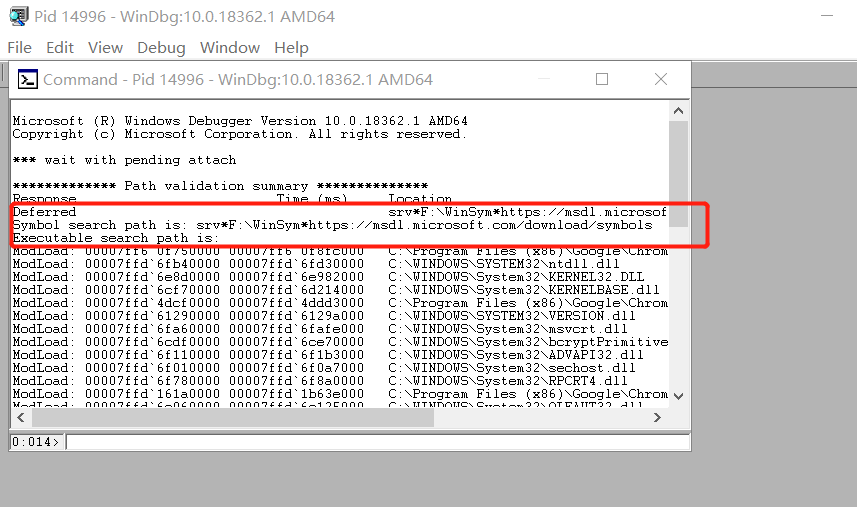 Pid 14996 - WinDbg:10.0.18362.1 AMD64
File Edit View Debug Window Help
Command - Pid 14996 - WinDbg:10.0.18362.1 AMD64
Microsoft (R) Windows Debugger Version 10.0.18362.1 AMD64
Copyright (c) Microsoft Corporation. All rights reserved.
*** wait with pending attach
************* Path validation summary **************
Response Time (ms) Location
Deferred srv*F:\WinSym*https://msdl.microsof
Symbol search path is: srv*F:\WinSym*https://msdl.microsoft.com/download/symbols
Executable search path is:
ModLoad: 00007ff6`0f750000 00007ff6`0f8fc000 C:\Program Files (x86)\Google\Chrom
ModLoad: 00007ffd`6fb40000 00007ffd`6fd30000 C:\WINDOWS\SYSTEM32\ntdll.dll
ModLoad: 00007ffd`6e8d0000 00007ffd`6e982000 C:\WINDOWS\System32\KERNEL32.DLL
ModLoad: 00007ffd`6cf70000 00007ffd`6d214000 C:\WINDOWS\System32\KERNELBASE.dll
ModLoad: 00007ffd`4dcf0000 00007ffd`4ddd3000 C:\Program Files (x86)\Google\Chrom
ModLoad: 00007ffd`61290000 00007ffd`6129a000 C:\WINDOWS\SYSTEM32\VERSION.dll
ModLoad: 00007ffd`6fa60000 00007ffd`6fafe000 C:\WINDOWS\System32\msvcrt.dll
ModLoad: 00007ffd`6cdf0000 00007ffd`6ce70000 C:\WINDOWS\System32\bcryptPrimitive
ModLoad: 00007ffd`6f110000 00007ffd`6f1b3000 C:\WINDOWS\System32\ADVAPI32.dll
ModLoad: 00007ffd`6f010000 00007ffd`6f0a7000 C:\WINDOWS\System32\sechost.dll
ModLoad: 00007ffd`6f780000 00007ffd`6f8a0000 C:\WINDOWS\System32\RPCRT4.dll
ModLoad: 00007ffd`161a0000 00007ffd`1b63e000 C:\Program Files (x86)\Google\Chrom
ModLoad: 00007ffd`6e060000 00007ffd`6e125000 C:\WINDOWS\System32\OLEAUT32.dll
0:014>